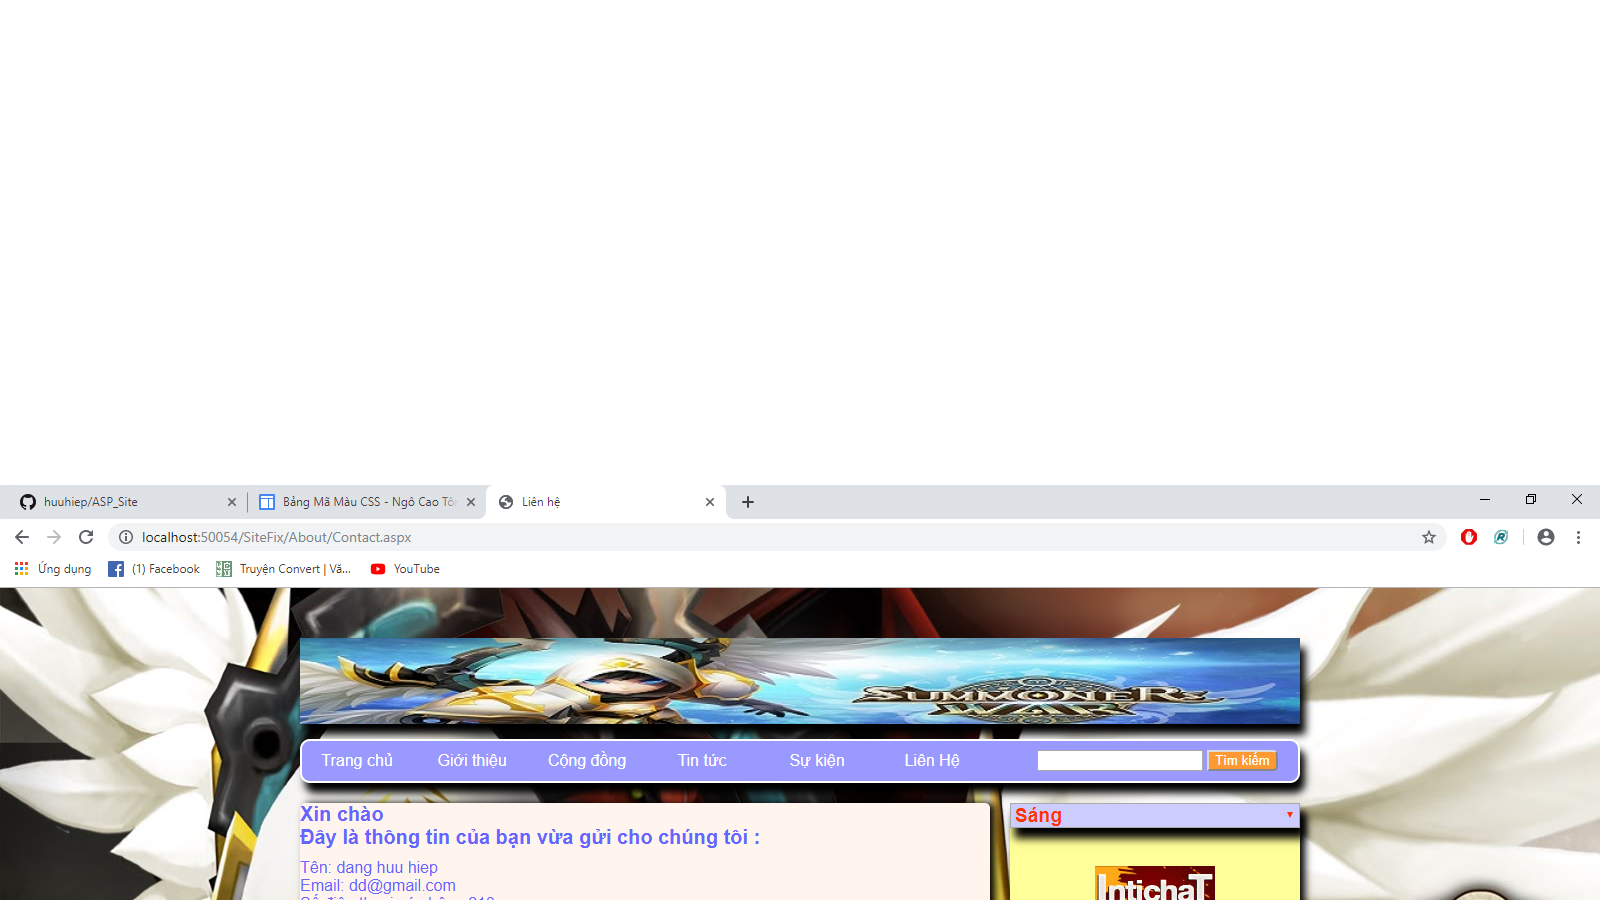 huuhiep/ASP_Site
Bảng Mã Màu CSS - Ngô Cao Tôn
Liên hệ
localhost:50054/SiteFix/About/Contact.aspx
Ứng dụng
(1) Facebook
Truyện Convert | Vă...
YouTube
SUMMONERS
WAR
Trang chủ
Giới thiệu
Cộng đồng
Tin tức
Sự kiện
Liên Hệ
Tìm kiếm
Xin chào
Đây là thông tin của bạn vừa gửi cho chúng tôi :
Tên: dang huu hiep
Email: dd@gmail.com
Sáng
IntichaT